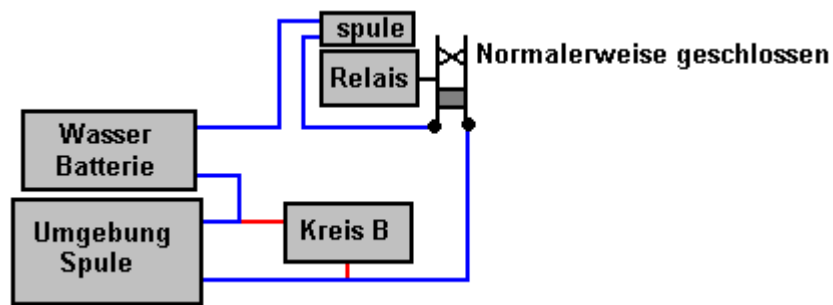 spule
Normalerweise geschlossen
Relais
Wasser
Batterie
Umgebung
Spule
Kreis B